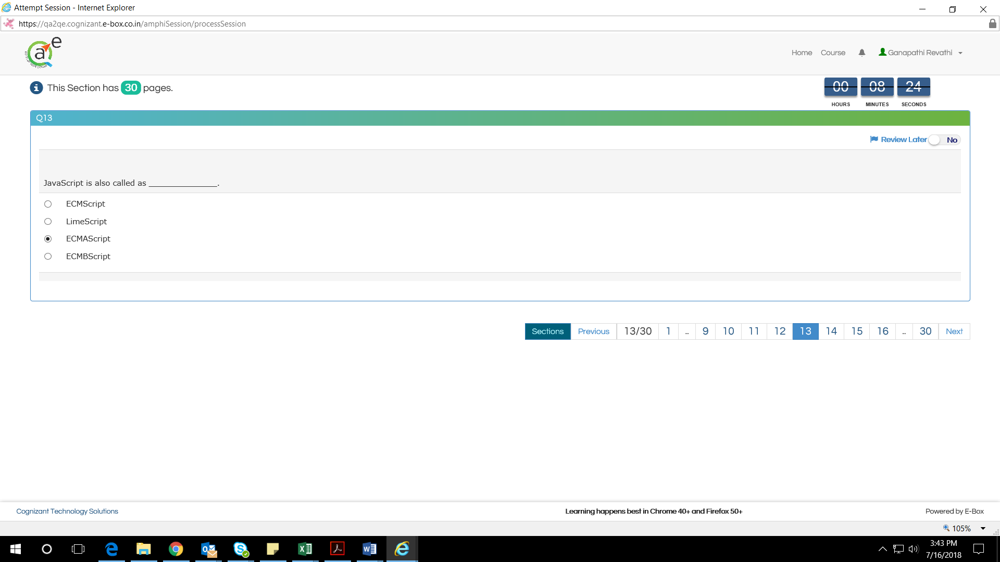 Attempt Session - Internet Explorer
https://qa2qe.cognizant.e-box.co.in/amphiSession/processSession
a e
Home Course Ganapathi Revathi
This Section has 30 pages.
00 08 24
HOURS MINUTES SECONDS
Q13
Review Later No
JavaScript is also called as _______________.
ECMScript
LimeScript
ECMAScript
ECMBScript
Sections Previous 13/30 1 .. 9 10 11 12 13 14 15 16 .. 30 Next
Cognizant Technology Solutions Learning happens best in Chrome 40+ and Firefox 50+ Powered by E-Box
105%
3:43 PM
7/16/2018